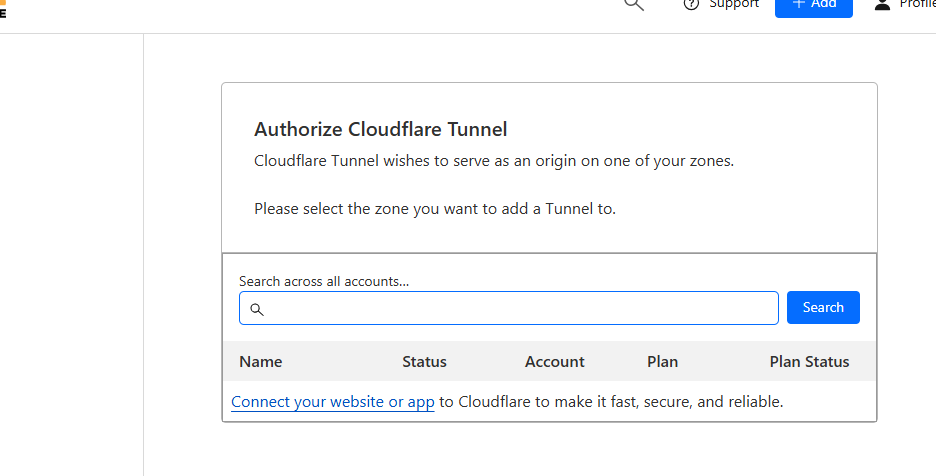 E
Support
+ Add
Profile
Authorize Cloudflare Tunnel
Cloudflare Tunnel wishes to serve as an origin on one of your zones.
Please select the zone you want to add a Tunnel to.
Search across all accounts...
Search
Name Status Account Plan Plan Status
Connect your website or app to Cloudflare to make it fast, secure, and reliable.